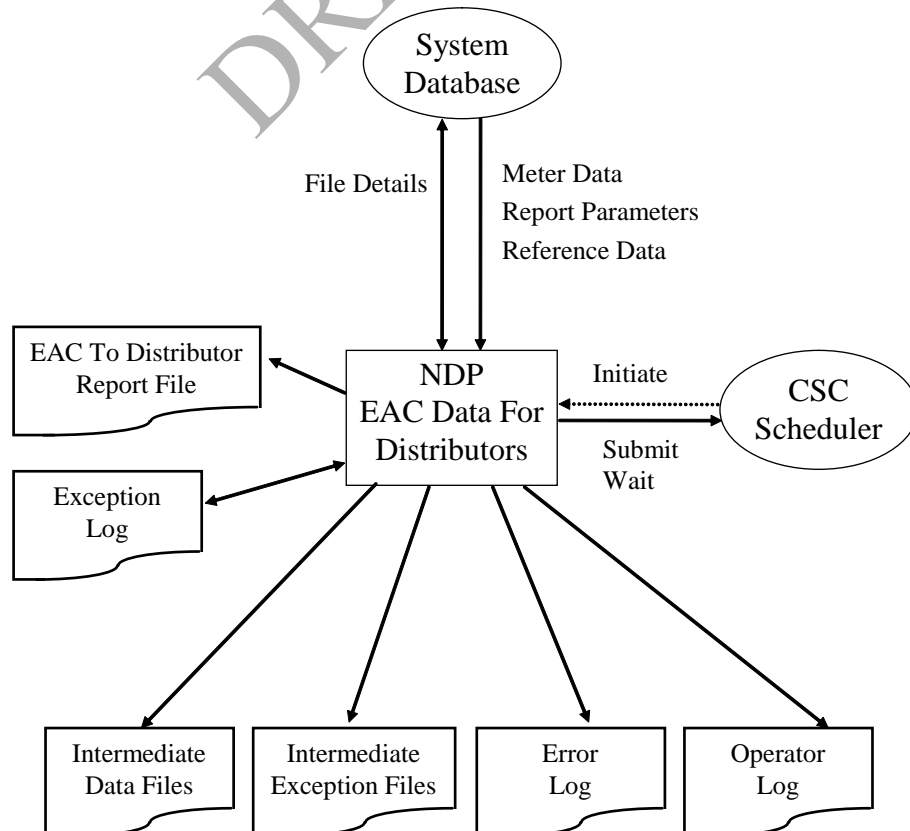 DRA
System
Database
File Details
Meter Data
Report Parameters
Reference Data
EAC To Distributor
Report File
NDP
EAC Data For
Distributors
Initiate
CSC
Scheduler
Submit
Wait
Exception
Log
Intermediate
Data Files
Intermediate
Exception Files
Error
Log
Operator
Log